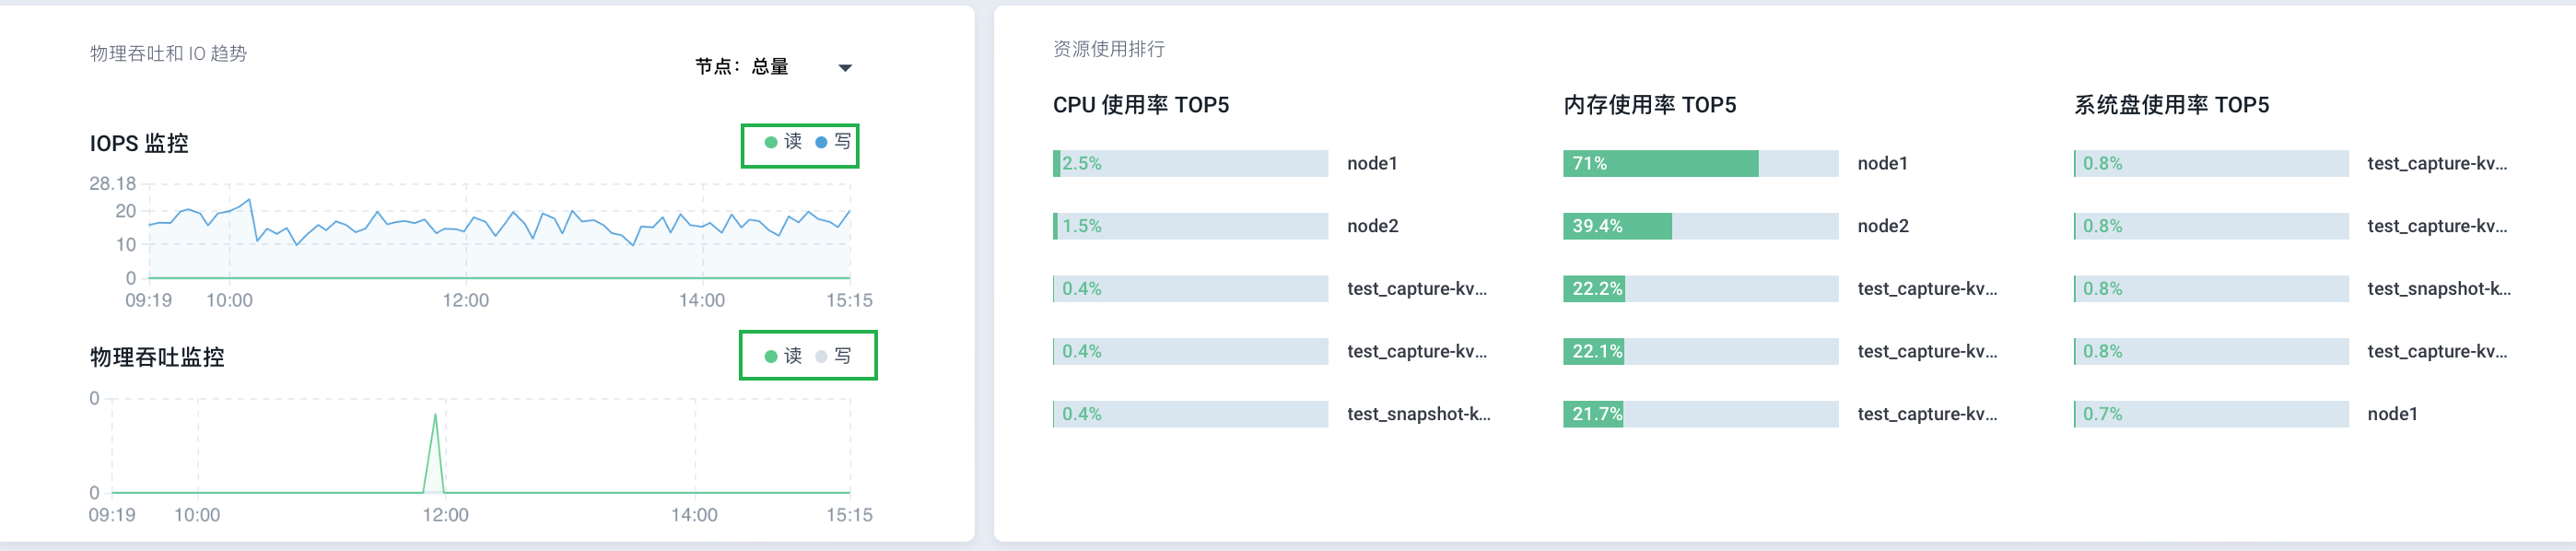 物理吞吐和 IO 趋势
节点：总量
IOPS 监控
读 写
28.18
20
10
0
09:19 10:00 12:00 14:00 15:15
物理吞吐监控
读 写
0
0
09:19 10:00 12:00 14:00 15:15
资源使用排行
CPU 使用率 TOP5
2.5% node1
1.5% node2
0.4% test_capture-kv...
0.4% test_capture-kv...
0.4% test_snapshot-k...
内存使用率 TOP5
71% node1
39.4% node2
22.2% test_capture-kv...
22.1% test_capture-kv...
21.7% test_capture-kv...
系统盘使用率 TOP5
0.8% test_capture-kv...
0.8% test_capture-kv...
0.8% test_snapshot-k...
0.8% test_capture-kv...
0.7% node1